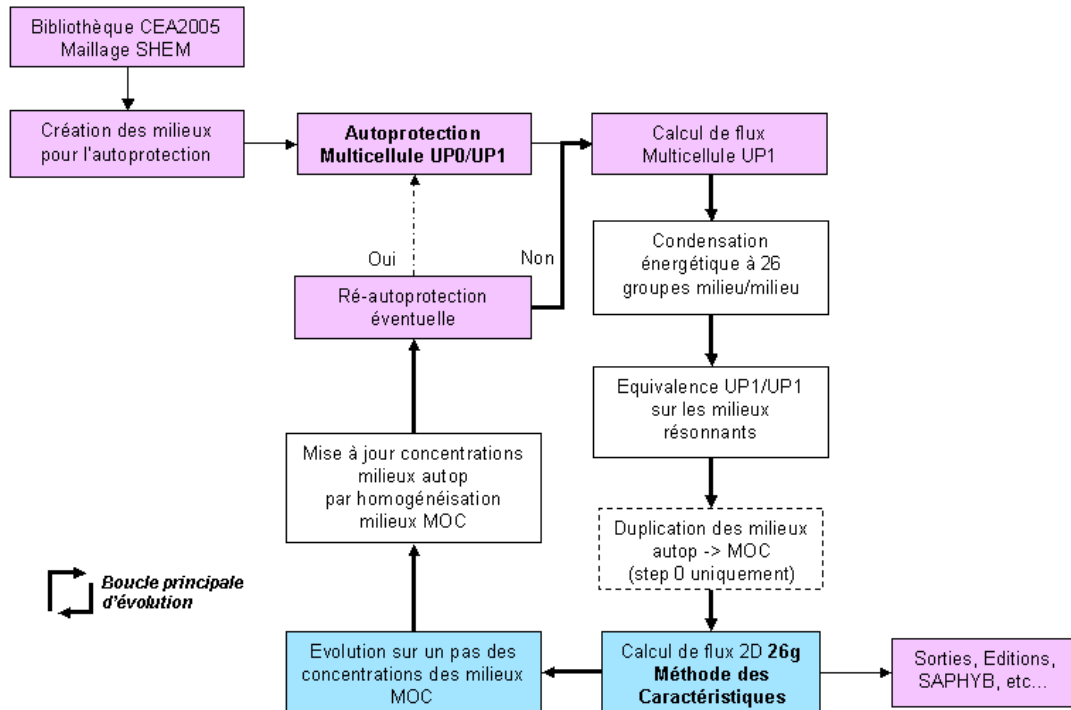 Bibliothèque CEA2005
Maillage SHEM
Création des milieux
pour l'autoprotection
Autoprotection
Multicellule UP0/UP1
Calcul de flux
Multicellule UP1
Oui
Non
Condensation
énergétique à 26
groupes milieu/milieu
Ré-autoprotection
éventuelle
Equivalence UP1/UP1
sur les milieux
résonnants
Mise à jour concentrations
milieux autop
par homogénéisation
milieux MOC
Duplication des milieux
autop -> MOC
(step 0 uniquement)
Boucle principale
d'évolution
Evolution sur un pas des
concentrations des milieux
MOC
Calcul de flux 2D 26g
Méthode des
Caractéristiques
Sorties, Editions,
SAPHYB, etc...